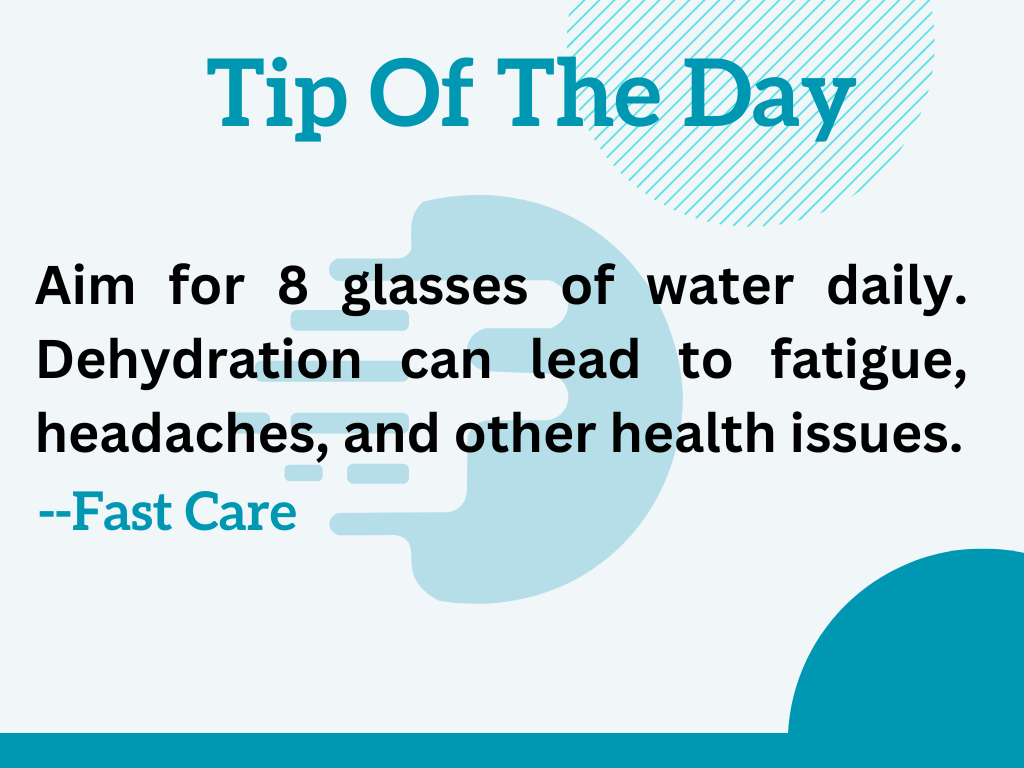 Tip Of The Day
Aim for 8 glasses of water daily.
Dehydration can lead to fatigue,
headaches, and other health issues.
--Fast Care